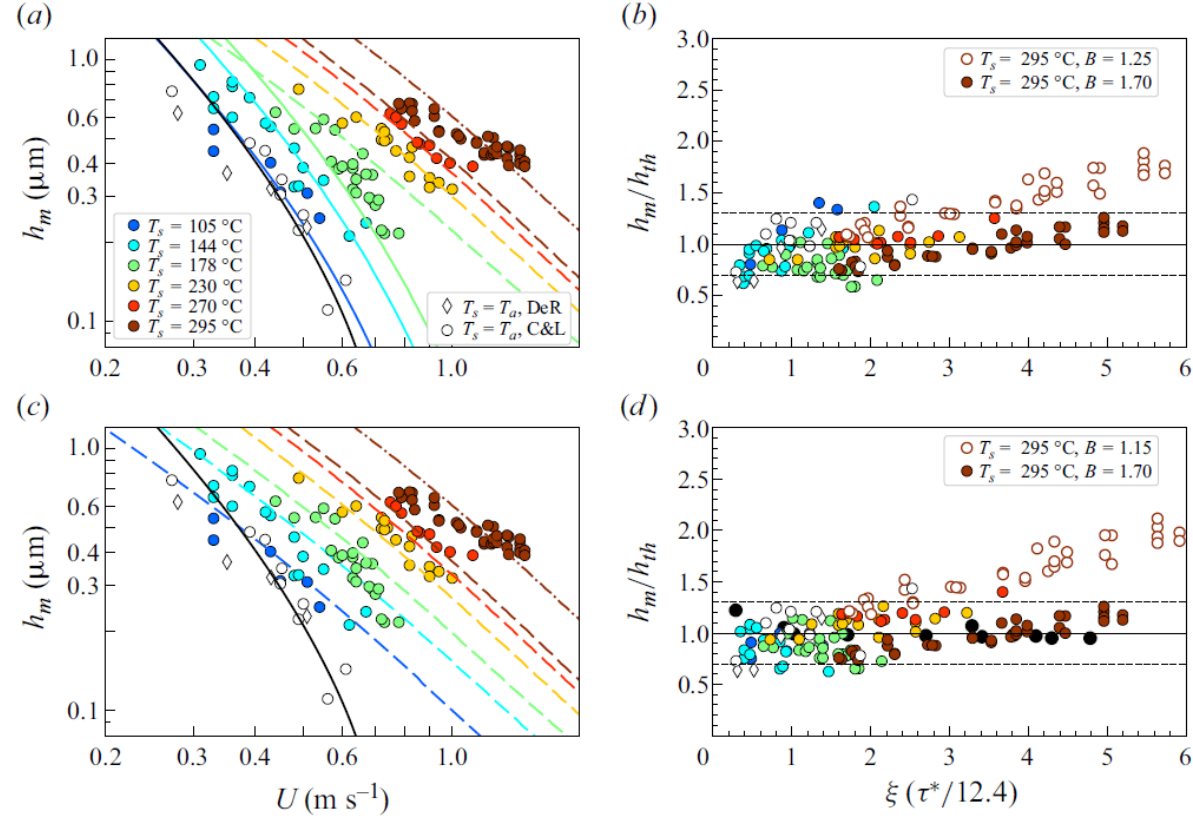 (a)
h_m (μm)
1.0
0.6
0.4
0.3
0.1
T_s = 105 °C
T_s = 144 °C
T_s = 178 °C
T_s = 230 °C
T_s = 270 °C
T_s = 295 °C
T_s = T_a, DeR
T_s = T_a, C&L
0.2 0.3 0.4 0.6 1.0
(b)
h_m/h_th
3.0
2.5
2.0
1.5
1.0
0.5
T_s = 295 °C, B = 1.25
T_s = 295 °C, B = 1.70
0 1 2 3 4 5 6
(c)
h_m (μm)
1.0
0.6
0.4
0.3
0.1
0.2 0.3 0.4 0.6 1.0
U (m s⁻¹)
(d)
h_m/h_th
3.0
2.5
2.0
1.5
1.0
0.5
T_s = 295 °C, B = 1.15
T_s = 295 °C, B = 1.70
0 1 2 3 4 5 6
ξ (τ*/12.4)